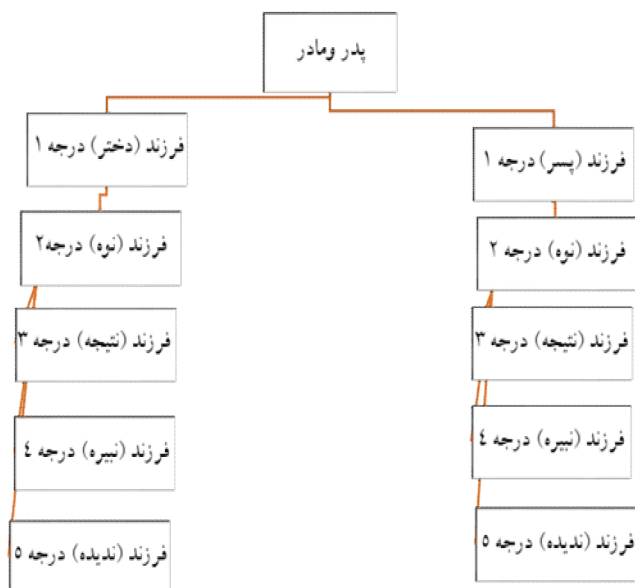 پدر ومادر
فرزند (پسر) درجه ۱
فرزند (دختر) درجه ۱
فرزند (نوه) درجه ۲
فرزند (نوه) درجه۲
فرزند (نتیجه) درجه ۳
فرزند (نتیجه) درجه ۳
فرزند (نبیره) درجه ٤
فرزند (نبیره) درجه ٤
فرزند (ندیده) درجه ٥
فرزند (ندیده) درجه ٥